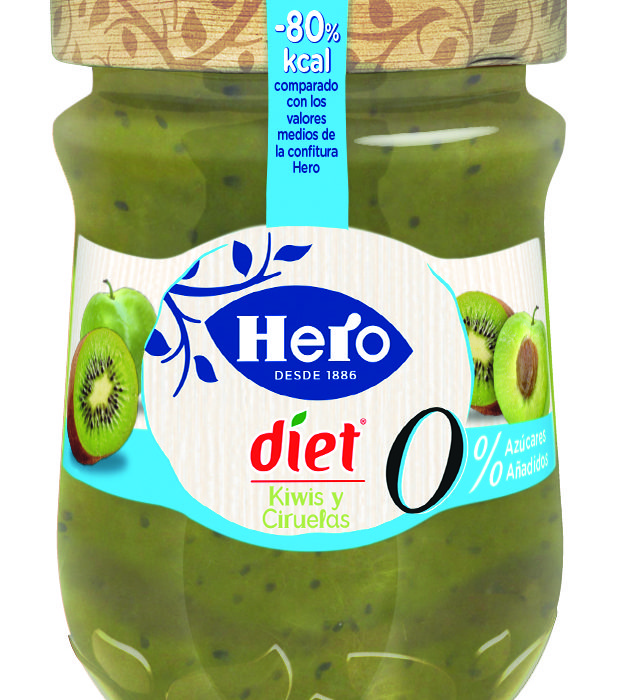 -80%
kcal
comparado
con los
valores
medios de
la confitura
Hero
Hero
DESDE 1886
diet®
Kiwis y
Ciruelas
0% Azúcares
Añadidos